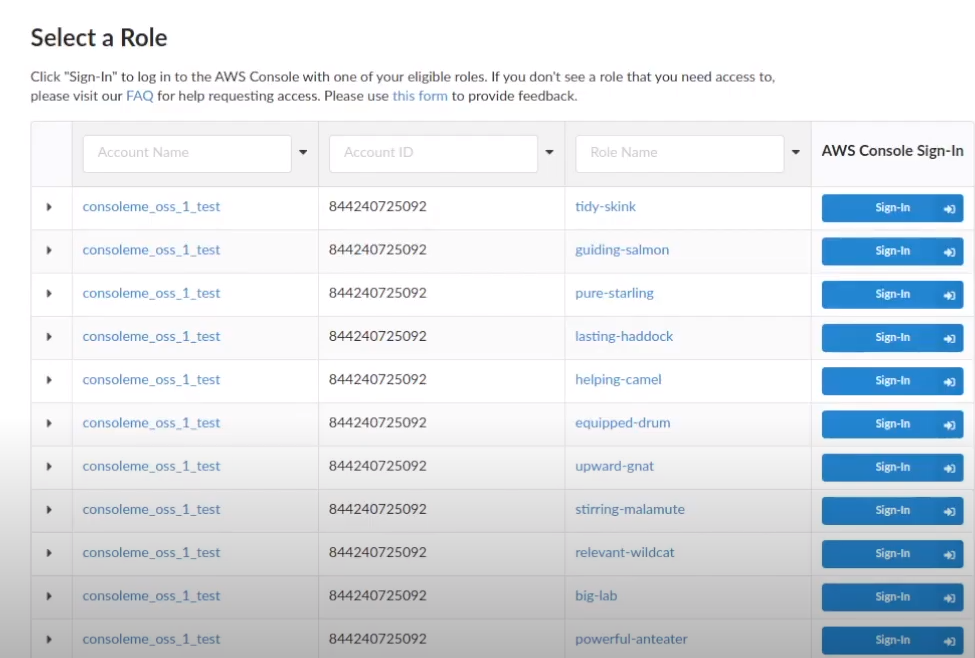 Select a Role
Click "Sign-In" to log in to the AWS Console with one of your eligible roles. If you don't see a role that you need access to,
please visit our FAQ for help requesting access. Please use this form to provide feedback.
Account Name Account ID Role Name AWS Console Sign-In
consoleme_oss_1_test 844240725092 tidy-skink Sign-In
consoleme_oss_1_test 844240725092 guiding-salmon Sign-In
consoleme_oss_1_test 844240725092 pure-starling Sign-In
consoleme_oss_1_test 844240725092 lasting-haddock Sign-In
consoleme_oss_1_test 844240725092 helping-camel Sign-In
consoleme_oss_1_test 844240725092 equipped-drum Sign-In
consoleme_oss_1_test 844240725092 upward-gnat Sign-In
consoleme_oss_1_test 844240725092 stirring-malamute Sign-In
consoleme_oss_1_test 844240725092 relevant-wildcat Sign-In
consoleme_oss_1_test 844240725092 big-lab Sign-In
consoleme_oss_1_test 844240725092 powerful-anteater Sign-In